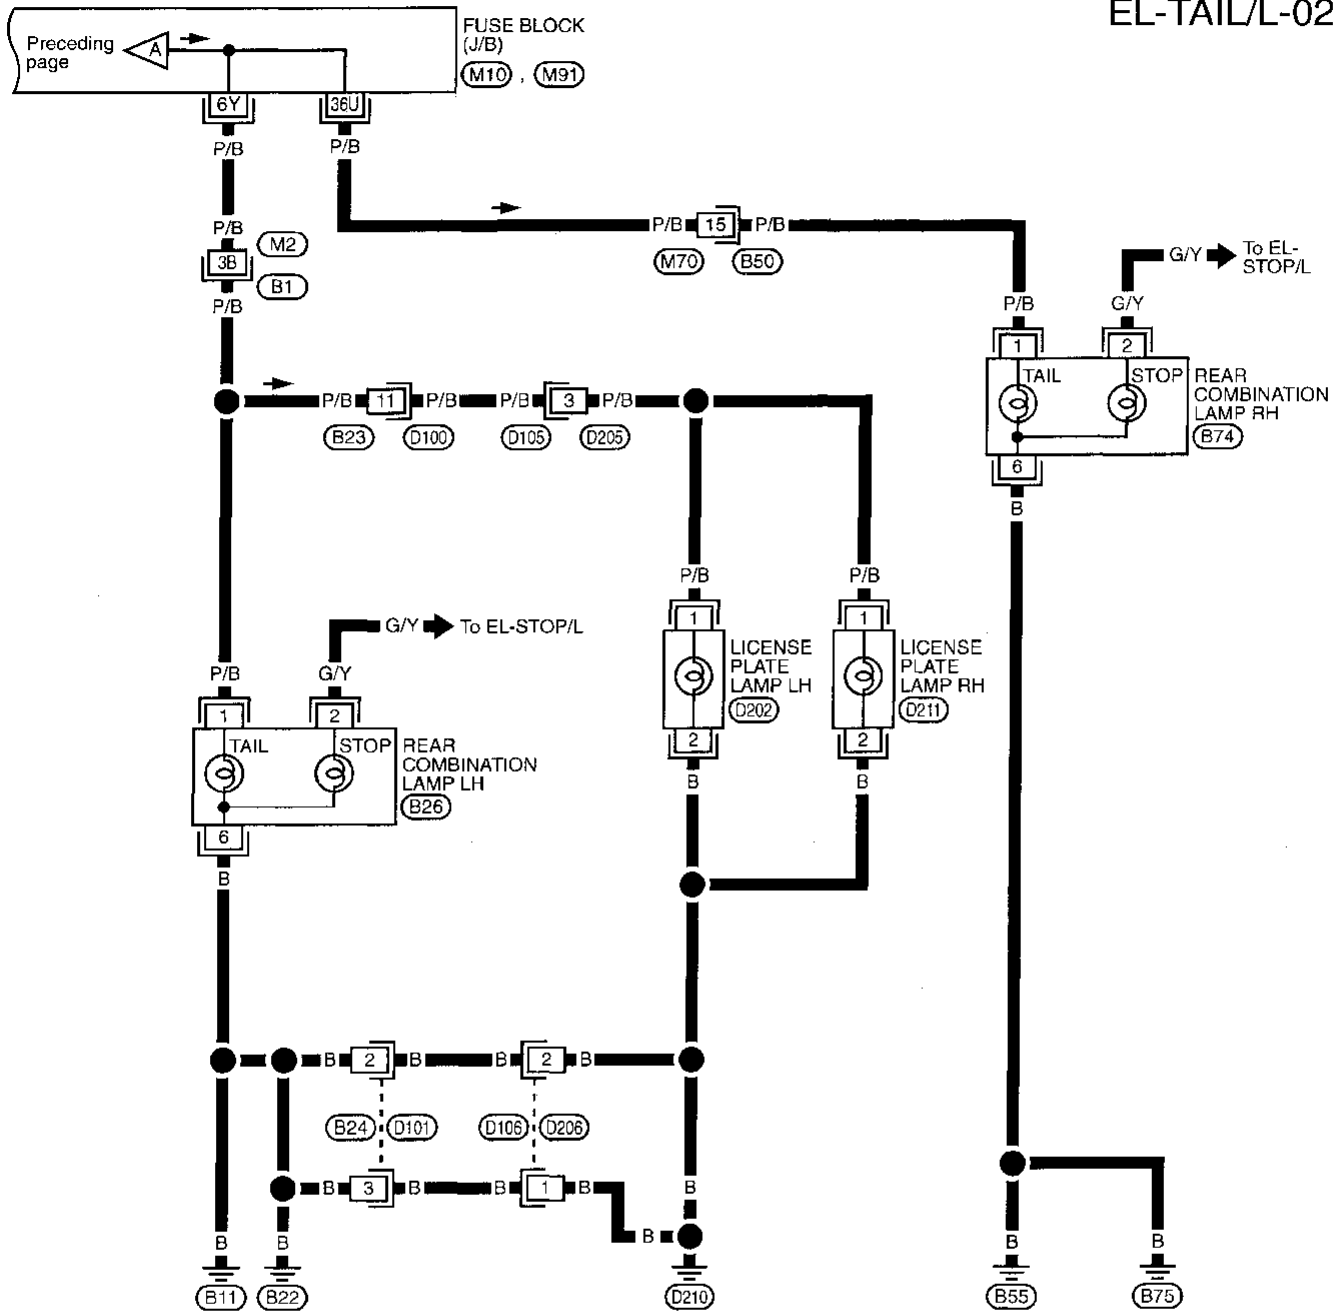 EL-TAIL/L-02
Preceding
page
A
FUSE BLOCK
(J/B)
M10 , M91
6Y 36U
P/B P/B
P/B
3B
M2
B1
P/B
P/B 15 P/B
M70 B50
G/Y To EL-
STOP/L
P/B G/Y
1 2
TAIL STOP
REAR
COMBINATION
LAMP RH
B74
6
B
P/B 11 P/B P/B 3 P/B
B23 D100 D105 D205
P/B P/B
1 1
LICENSE
PLATE
LAMP LH
D202
LICENSE
PLATE
LAMP RH
D211
2 2
B B
G/Y To EL-STOP/L
P/B G/Y
1 2
TAIL STOP
REAR
COMBINATION
LAMP LH
B26
6
B
B 2 B B 2 B
B24 D101 D106 D206
B 3 B B 1 B
B
B
B B B B
B11 B22 D210 B55 B75